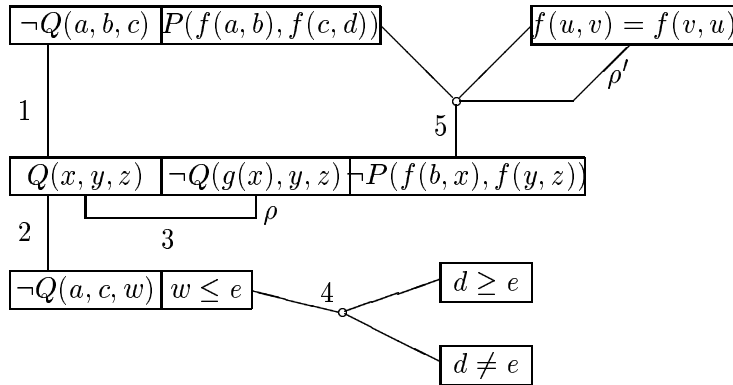 ¬Q(a, b, c) P(f(a, b), f(c, d)) f(u, v) = f(v, u)
ρ′
1
5
Q(x, y, z) ¬Q(g(x), y, z) ¬P(f(b, x), f(y, z))
ρ
2
3
¬Q(a, c, w) w ≤ e
4
d ≥ e
d ≠ e